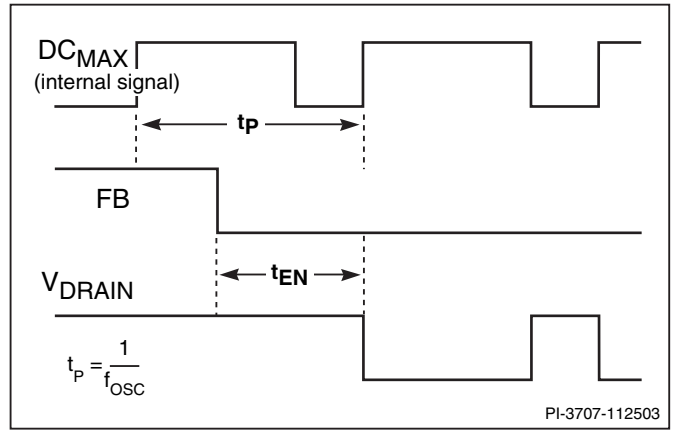 DCMAX
(internal signal)
tP
FB
tEN
VDRAIN
tP = 1/fOSC
PI-3707-112503